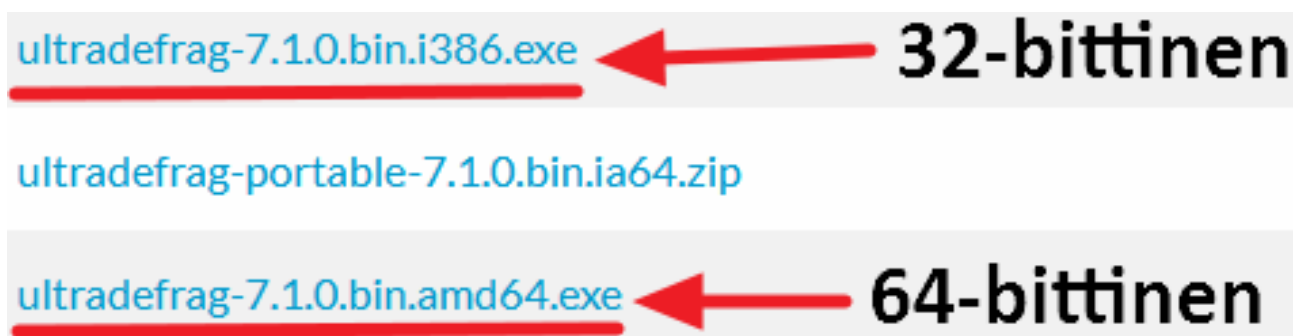 ultradefrag-7.1.0.bin.i386.exe 32-bittinen
ultradefrag-portable-7.1.0.bin.ia64.zip
ultradefrag-7.1.0.bin.amd64.exe 64-bittinen